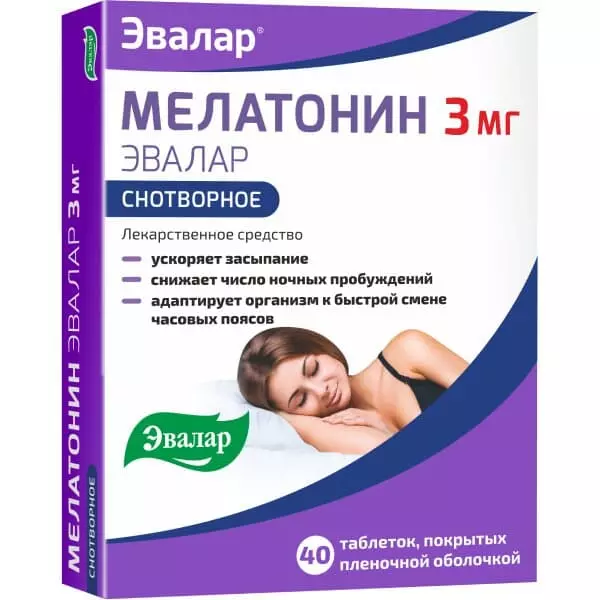 Эвалар®
МЕЛАТОНИН 3 мг
ЭВАЛАР
СНОТВОРНОЕ
Лекарственное средство
ускоряет засыпание
снижает число ночных пробуждений
адаптирует организм к быстрой смене
часовых поясов
Эвалар
40 таблеток, покрытых
пленочной оболочкой
Эвалар
МЕЛАТОНИН ЭВАЛАР 3 мг
СНОТВОРНОЕ